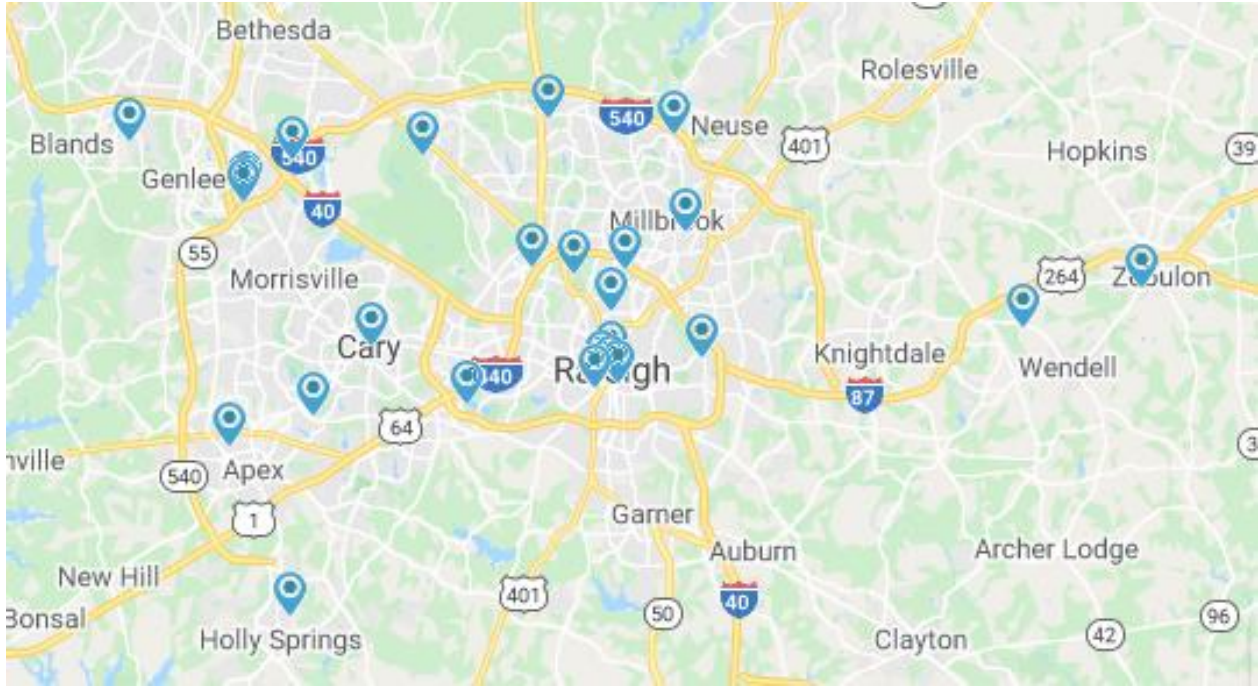 Bethesda
Rolesville
540
Neuse
401
Blands
Hopkins
39
540
Genlee
40
Millbrook
55
Morrisville
264
Zebulon
Cary
Knightdale
Wendell
Raleigh
87
64
Apex
540
1
Garner
Auburn
Archer Lodge
New Hill
401
40
50
96
Bonsal
Holly Springs
Clayton
42